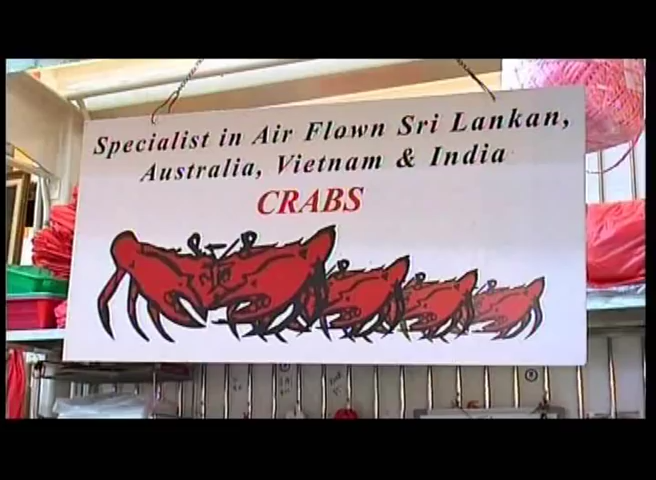 Specialist in Air Flown Sri Lankan,
Australia, Vietnam & India
CRABS